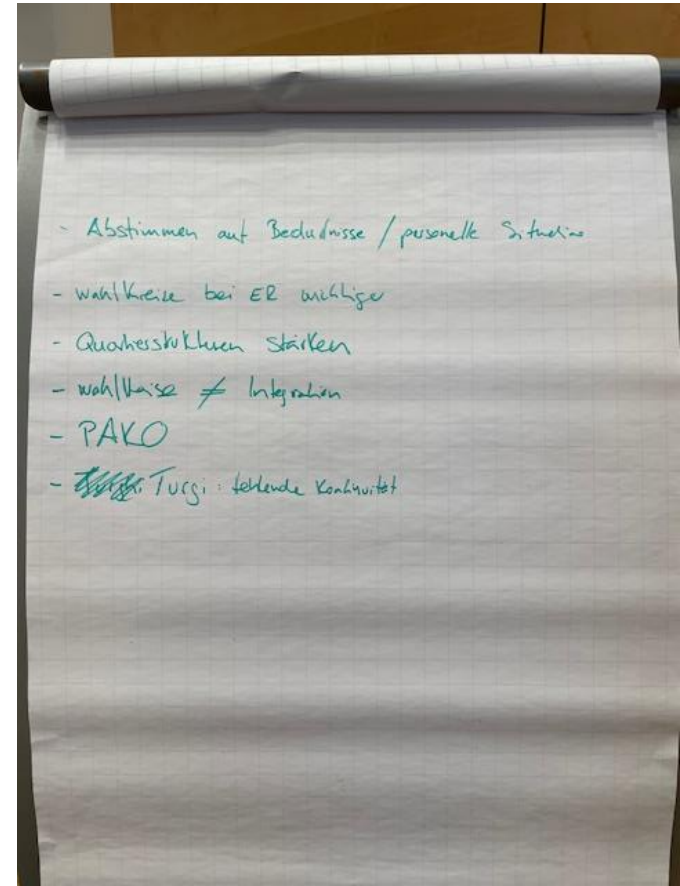 - Abstimmen auf Bedürfnisse / personelle Situation
- Wahlkreise bei ER wichtiger
- Quartierstrukturen stärken
- Wahlkreise ≠ Integration
- PAKO
- Turgi: fehlende Kontinuität